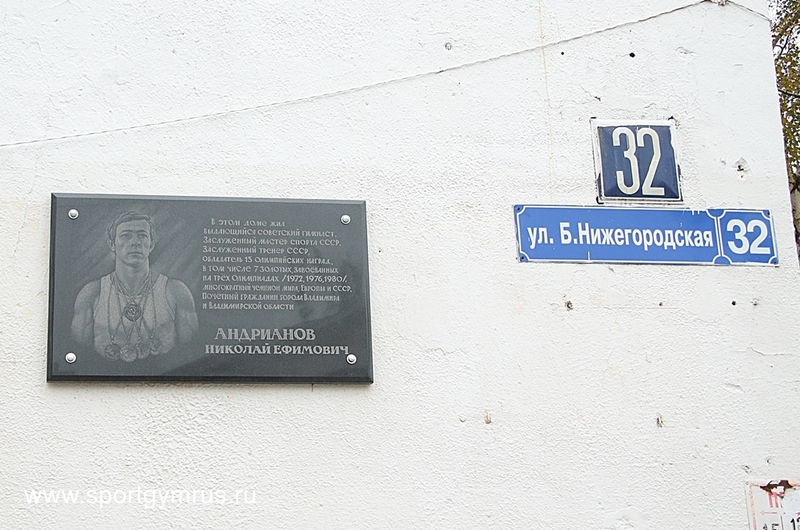 В этом доме жил
выдающийся советский гимнаст,
Заслуженный мастер спорта СССР,
Заслуженный тренер СССР,
обладатель 15 олимпийских наград,
в том числе 7 золотых, завоеванных
на трёх Олимпиадах /1972, 1976, 1980/,
многократный чемпион мира, Европы и СССР,
Почетный гражданин города Владимира
и Владимирской области
АНДРИАНОВ
НИКОЛАЙ ЕФИМОВИЧ
32
ул. Б.Нижегородская 32
www.sportgymrus.ru